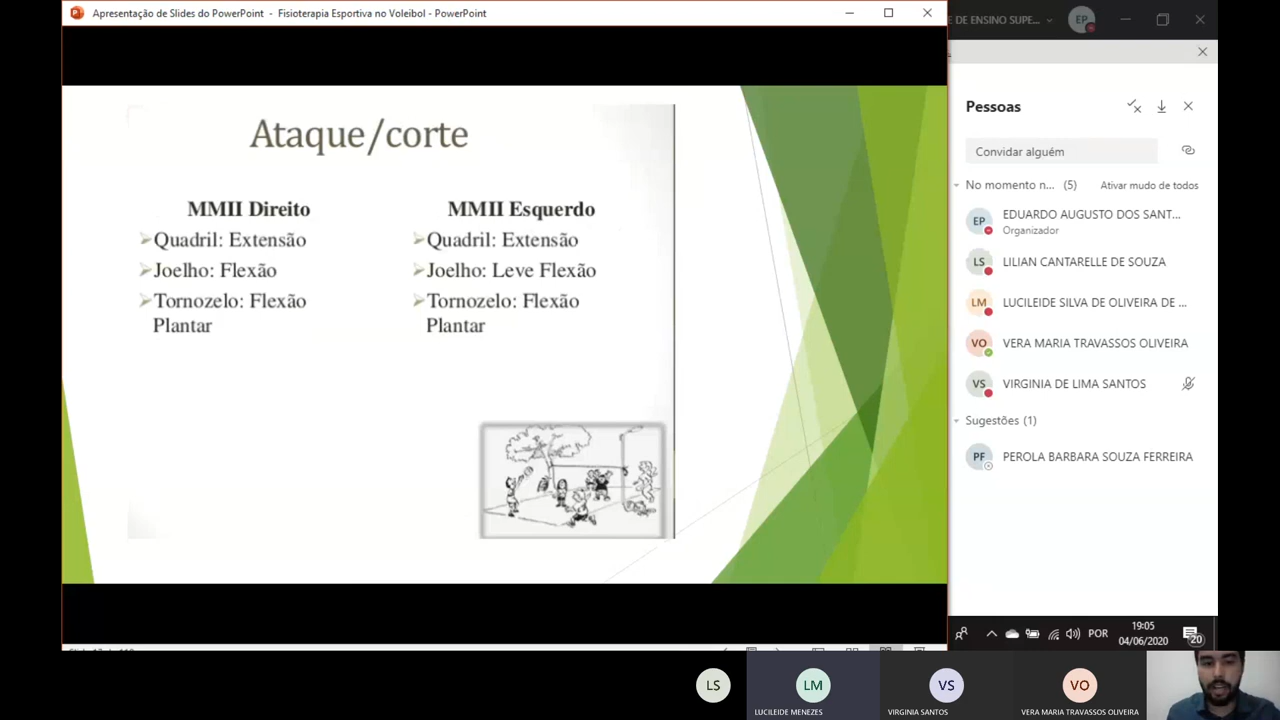 Apresentação de Slides do PowerPoint - Fisioterapia Esportiva no Voleibol - PowerPoint
Ataque/corte
MMII Direito
Quadril: Extensão
Joelho: Flexão
Tornozelo: Flexão
Plantar
MMII Esquerdo
Quadril: Extensão
Joelho: Leve Flexão
Tornozelo: Flexão
Plantar
E DE ENSINO SUPE...
EP
Pessoas
Convidar alguém
No momento n... (5)
Ativar mudo de todos
EP
EDUARDO AUGUSTO DOS SANT...
Organizador
LS
LILIAN CANTARELLE DE SOUZA
LM
LUCILEIDE SILVA DE OLIVEIRA DE ...
VO
VERA MARIA TRAVASSOS OLIVEIRA
VS
VIRGINIA DE LIMA SANTOS
Sugestões (1)
PF
PEROLA BARBARA SOUZA FERREIRA
POR
19:05
04/06/2020
20
LS
LM
LUCILEIDE MENEZES
VS
VIRGINIA SANTOS
VO
VERA MARIA TRAVASSOS OLIVEIRA